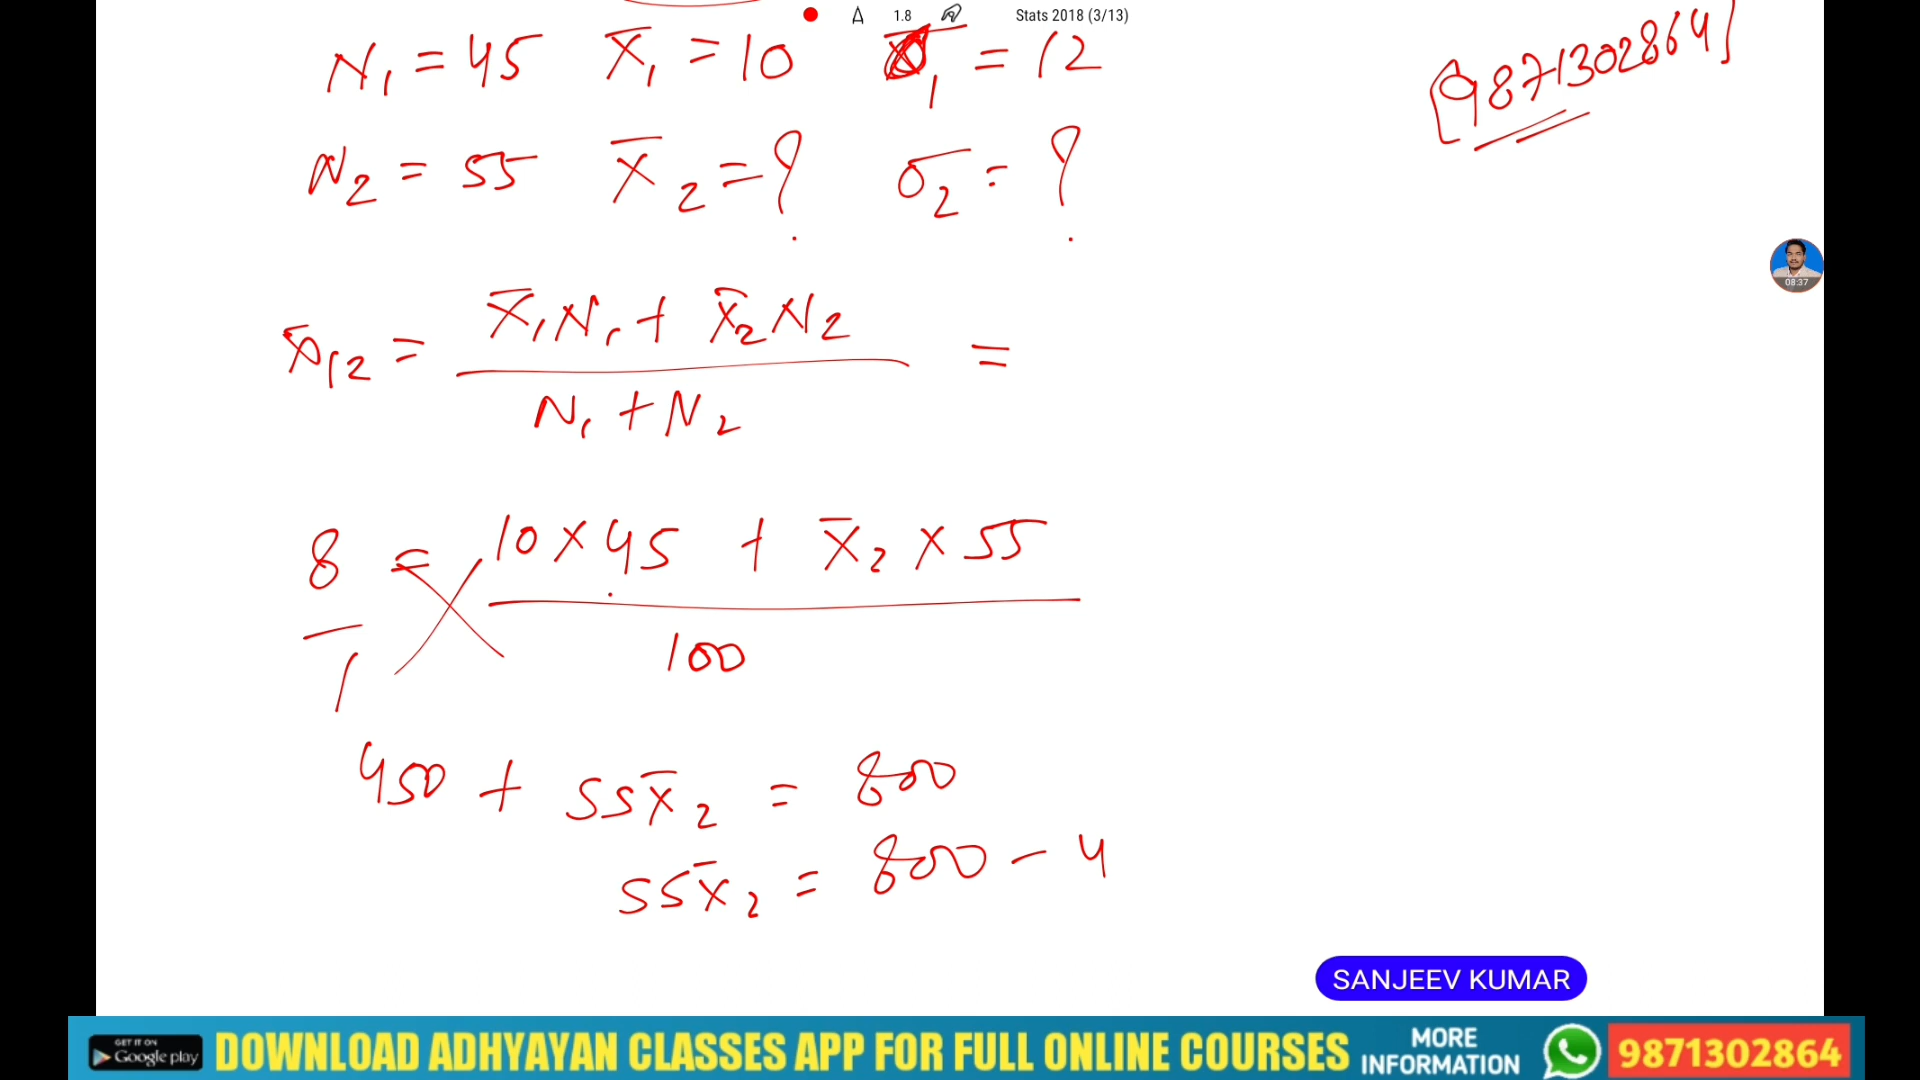 1.8 Stats 2018 (3/13)
N₁ = 45 X̄₁ = 10 σ₁ = 12
[9871302864]
N₂ = 55 X̄₂ = ? σ₂ = ?
08:37
X̄₁₂ = X̄₁N₁ + X̄₂N₂ =
N₁ + N₂
8 = 10 × 45 + X̄₂ × 55
1 100
450 + 55X̄₂ = 800
55X̄₂ = 800 - 4
SANJEEV KUMAR
GET IT ON
Google play
DOWNLOAD ADHYAYAN CLASSES APP FOR FULL ONLINE COURSES
MORE
INFORMATION
9871302864